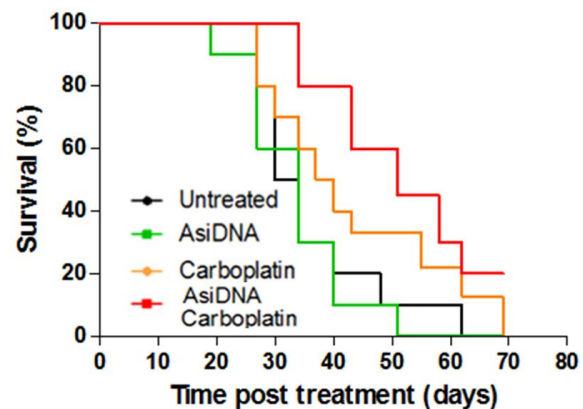 Survival (%)
100
80
60
40
20
0
Untreated
AsiDNA
Carboplatin
AsiDNA
Carboplatin
0 10 20 30 40 50 60 70 80
Time post treatment (days)